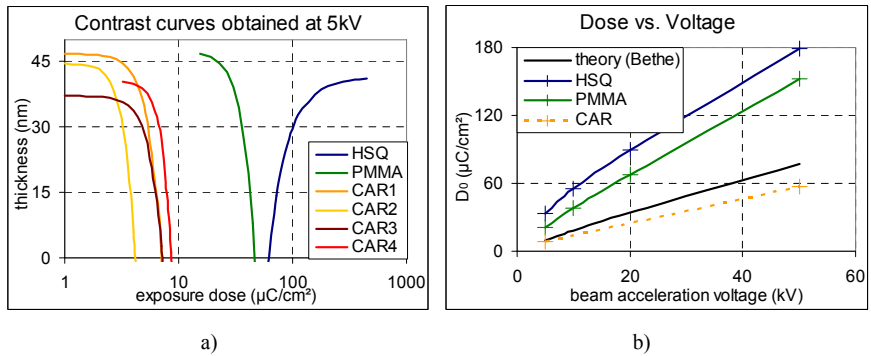 Contrast curves obtained at 5kV
thickness (nm)
45
30
15
0
1
10
100
1000
exposure dose (µC/cm²)
HSQ
PMMA
CAR1
CAR2
CAR3
CAR4
a)
Dose vs. Voltage
D₀ (µC/cm²)
180
120
60
0
0
20
40
60
beam acceleration voltage (kV)
theory (Bethe)
HSQ
PMMA
CAR
b)